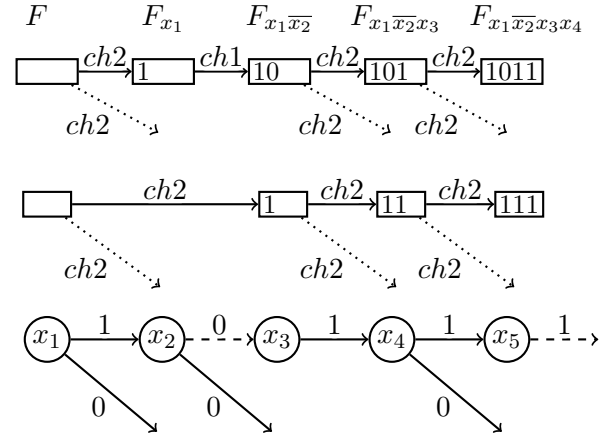 F F_{x_1} F_{x_1\overline{x_2}} F_{x_1\overline{x_2}x_3} F_{x_1\overline{x_2}x_3x_4}
ch2 ch1 ch2 ch2
1 10 101 1011
ch2 ch2 ch2
ch2 ch2 ch2
1 11 111
ch2 ch2 ch2
x_1 1 x_2 0 x_3 1 x_4 1 x_5 1
0 0 0